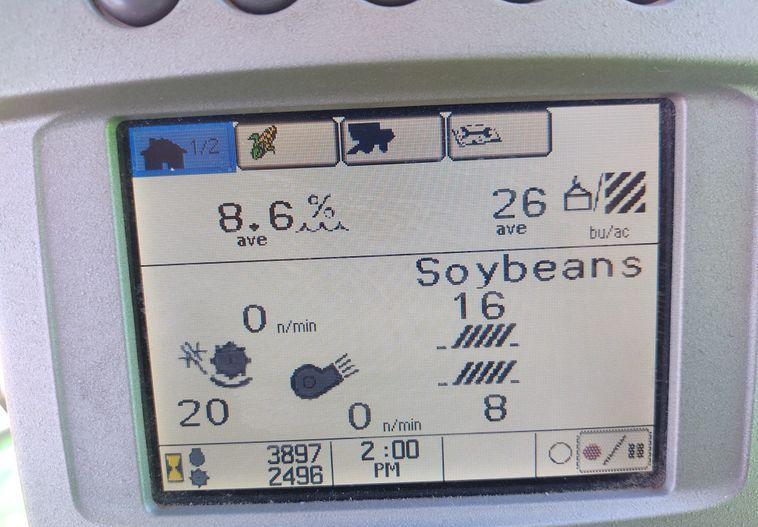 1/2
8.6 %
ave
26
ave
bu/ac
Soybeans
0 n/min
16
20
0 n/min
8
3897
2496
2:00
PM